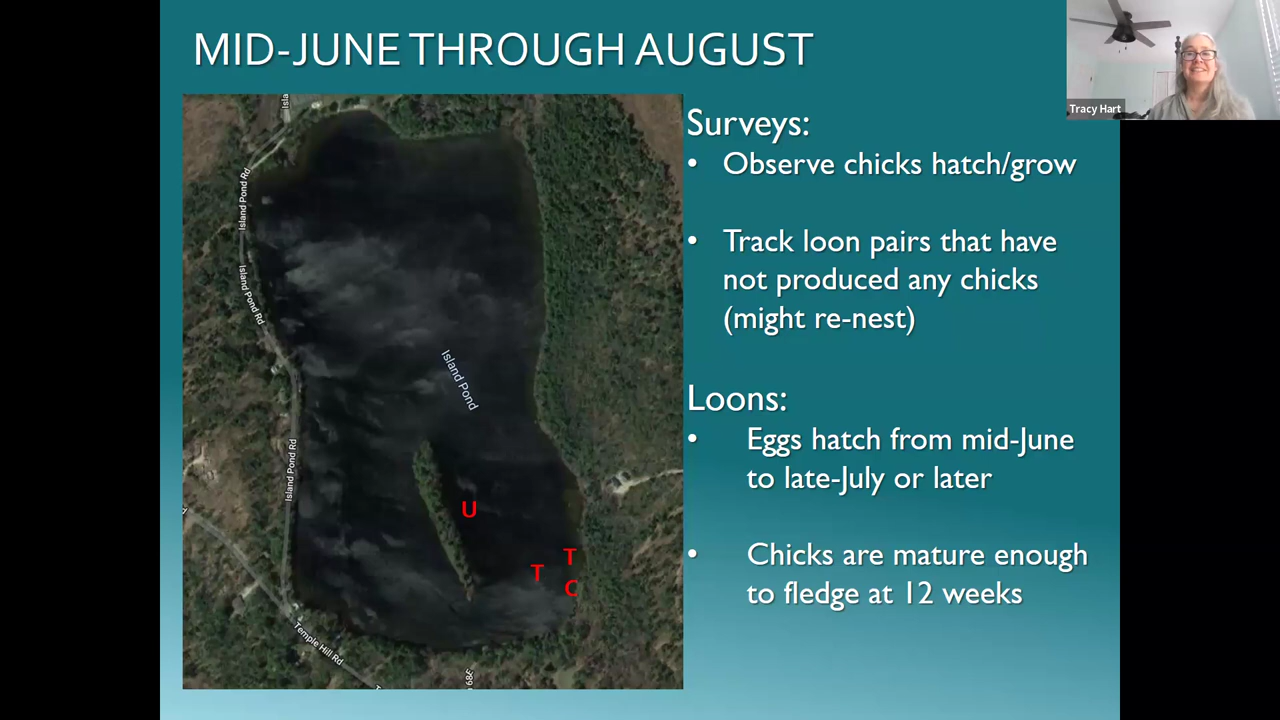 MID-JUNE THROUGH AUGUST
Tracy Hart
Surveys:
• Observe chicks hatch/grow
• Track loon pairs that have
not produced any chicks
(might re-nest)
Loons:
• Eggs hatch from mid-June
to late-July or later
• Chicks are mature enough
to fledge at 12 weeks
Isla
Island Pond Rd
Island Pond Rd
Island Pond
Island Pond Rd
U
T
T
C
Temple Hill Rd
68E
T